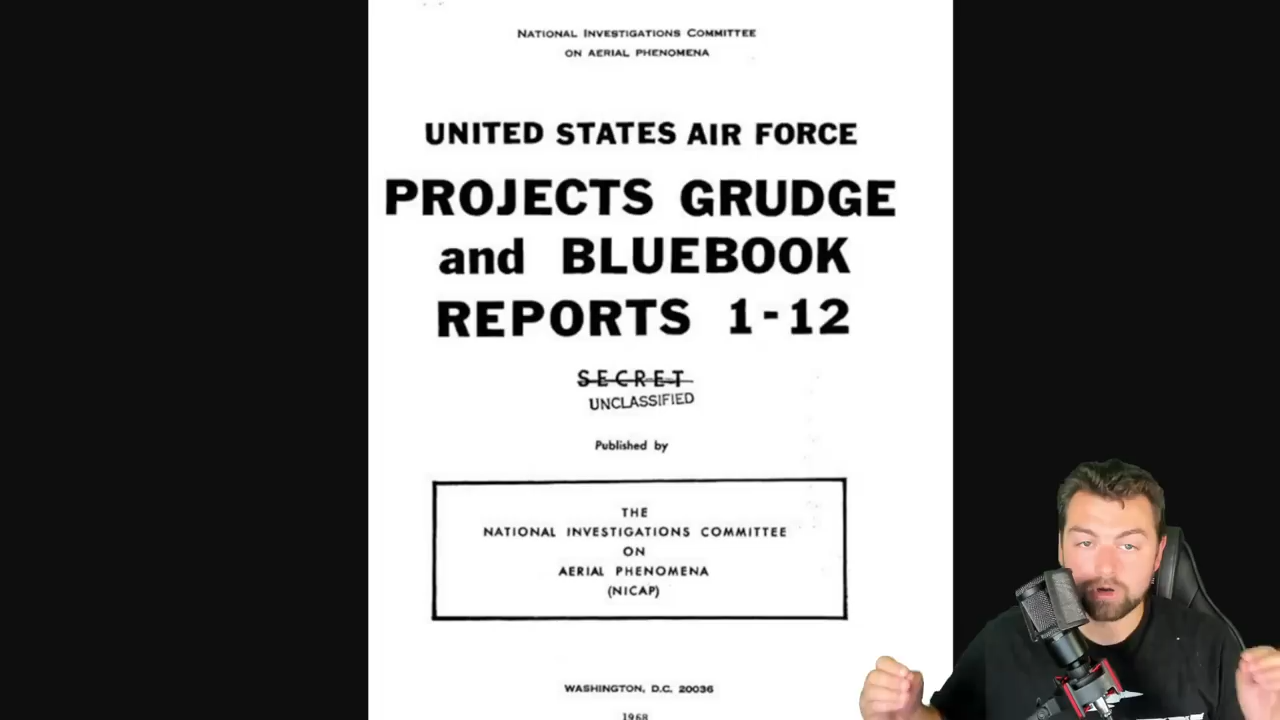 NATIONAL INVESTIGATIONS COMMITTEE
ON AERIAL PHENOMENA
UNITED STATES AIR FORCE
PROJECTS GRUDGE
and BLUEBOOK
REPORTS 1-12
SECRET
UNCLASSIFIED
Published by
THE
NATIONAL INVESTIGATIONS COMMITTEE
ON
AERIAL PHENOMENA
(NICAP)
WASHINGTON, D.C. 20036
1968